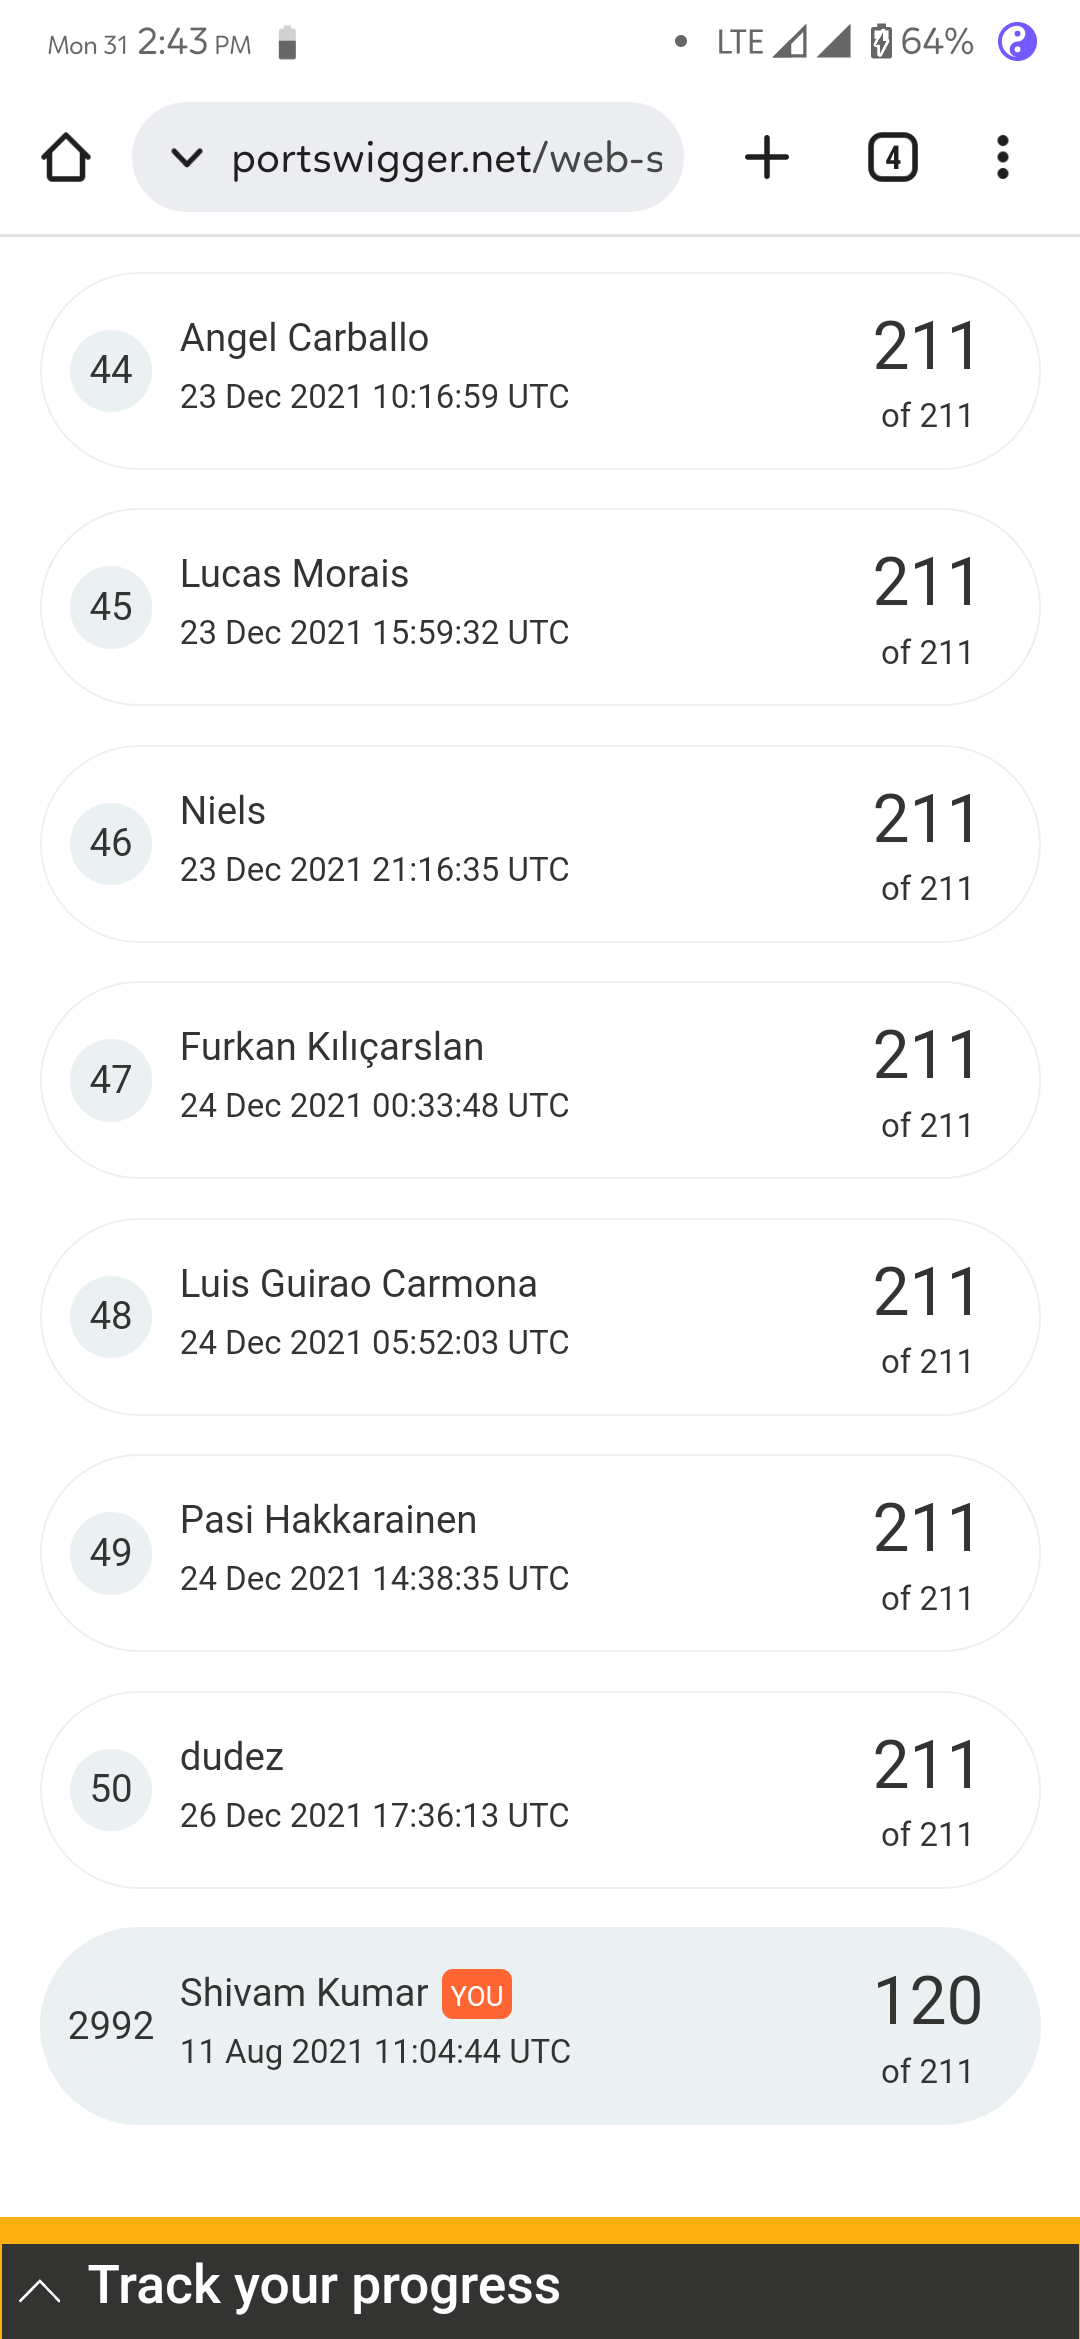 Mon 31 2:43 PM LTE 64%
portswigger.net/web-s 4
44 Angel Carballo 211
23 Dec 2021 10:16:59 UTC of 211
45 Lucas Morais 211
23 Dec 2021 15:59:32 UTC of 211
46 Niels 211
23 Dec 2021 21:16:35 UTC of 211
47 Furkan Kılıçarslan 211
24 Dec 2021 00:33:48 UTC of 211
48 Luis Guirao Carmona 211
24 Dec 2021 05:52:03 UTC of 211
49 Pasi Hakkarainen 211
24 Dec 2021 14:38:35 UTC of 211
50 dudez 211
26 Dec 2021 17:36:13 UTC of 211
2992 Shivam Kumar YOU 120
11 Aug 2021 11:04:44 UTC of 211
Track your progress